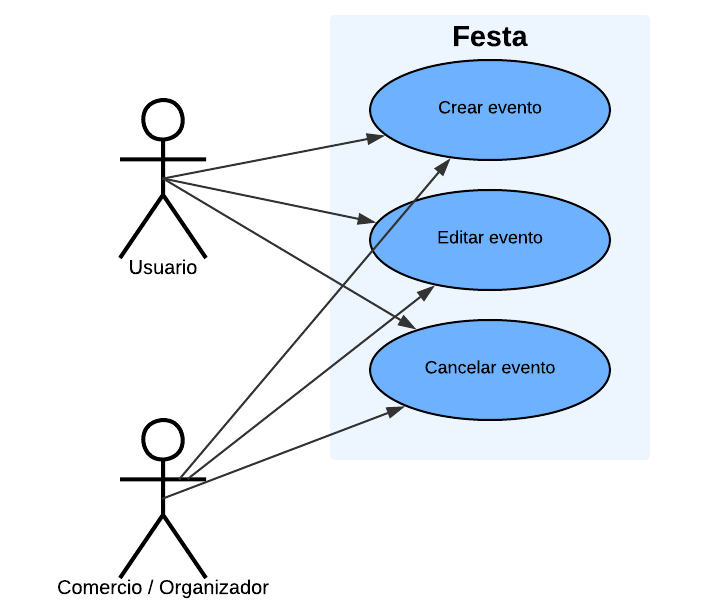 Festa
Crear evento
Editar evento
Usuario
Cancelar evento
Comercio / Organizador